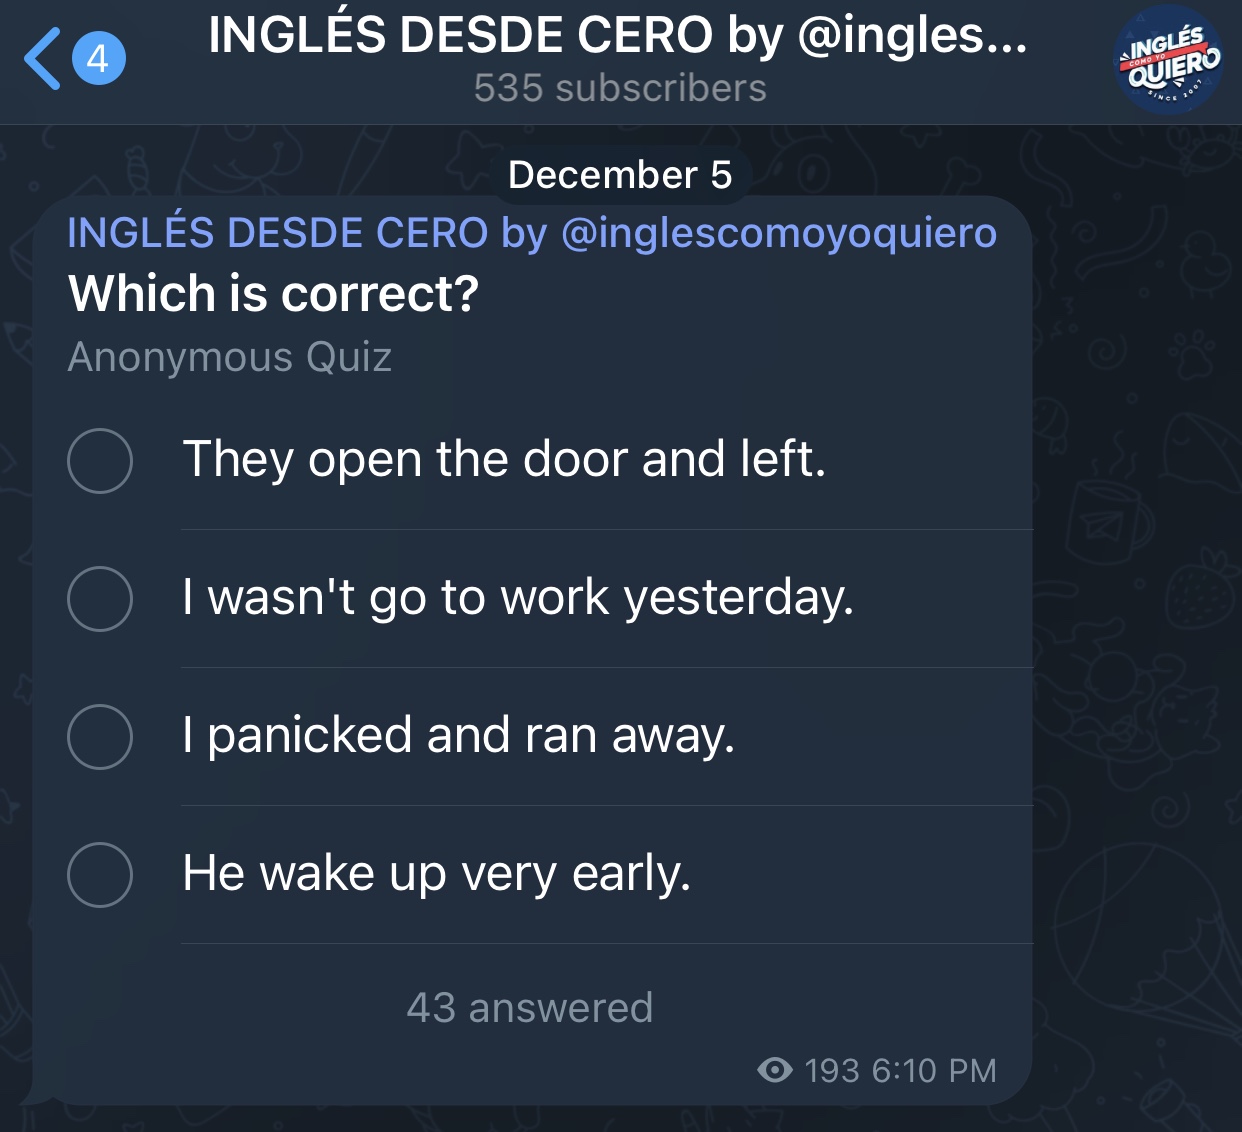 4
INGLÉS DESDE CERO by @ingles...
535 subscribers
INGLÉS
COMO YO
QUIERO
SINCE 2007
December 5
INGLÉS DESDE CERO by @inglescomoyoquiero
Which is correct?
Anonymous Quiz
They open the door and left.
I wasn't go to work yesterday.
I panicked and ran away.
He wake up very early.
43 answered
193 6:10 PM